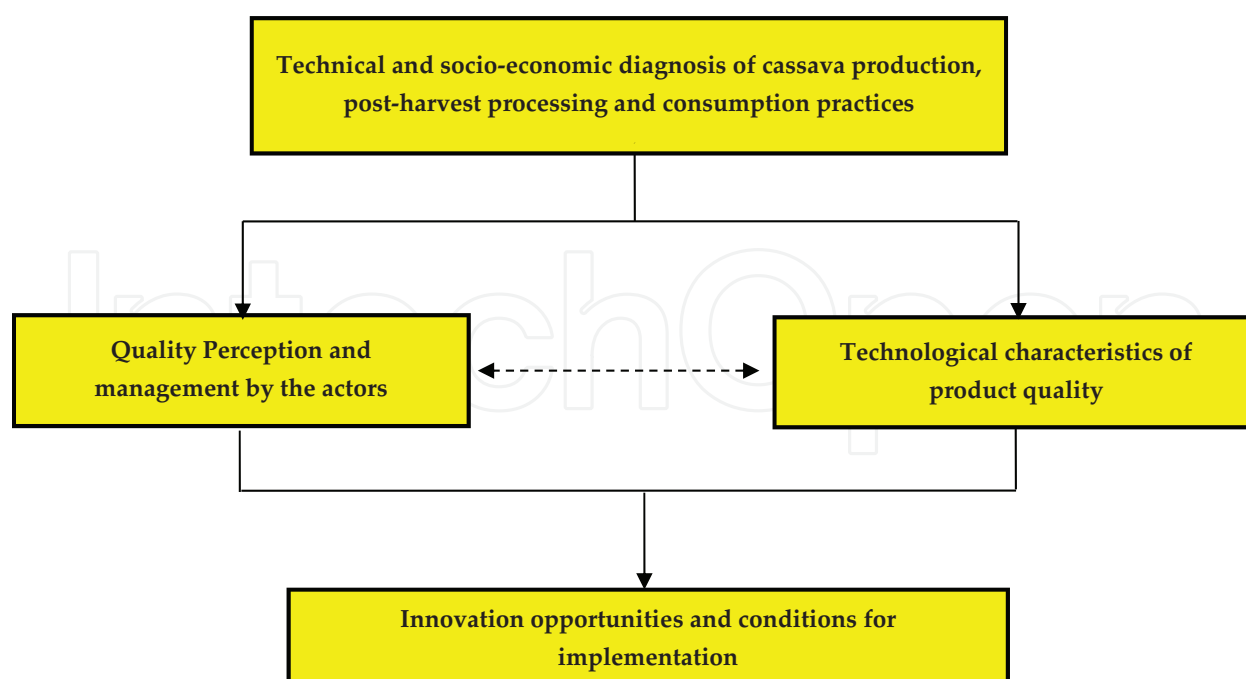 Technical and socio-economic diagnosis of cassava production,
post-harvest processing and consumption practices
IntechOpen
Quality Perception and
management by the actors
Technological characteristics of
product quality
Innovation opportunities and conditions for
implementation